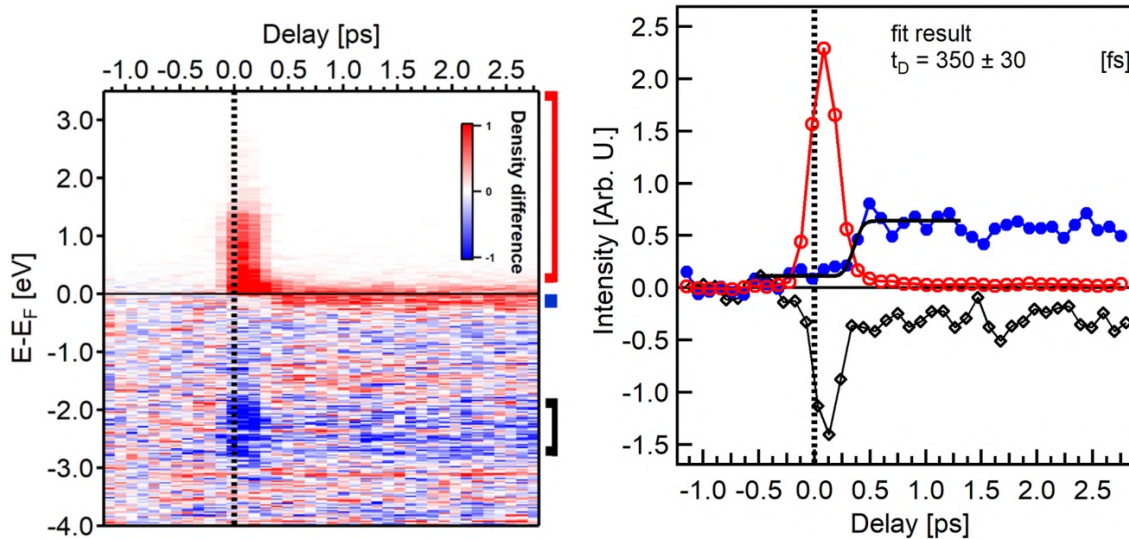 Delay [ps]
-1.0 -0.5 0.0 0.5 1.0 1.5 2.0 2.5
3.0
2.0
1.0
0.0
-1.0
-2.0
-3.0
-4.0
E-E_F [eV]
1
0
-1
Density difference
fit result
t_D = 350 ± 30 [fs]
2.5
2.0
1.5
1.0
0.5
0.0
-0.5
-1.0
-1.5
Intensity [Arb. U.]
-1.0 -0.5 0.0 0.5 1.0 1.5 2.0 2.5
Delay [ps]